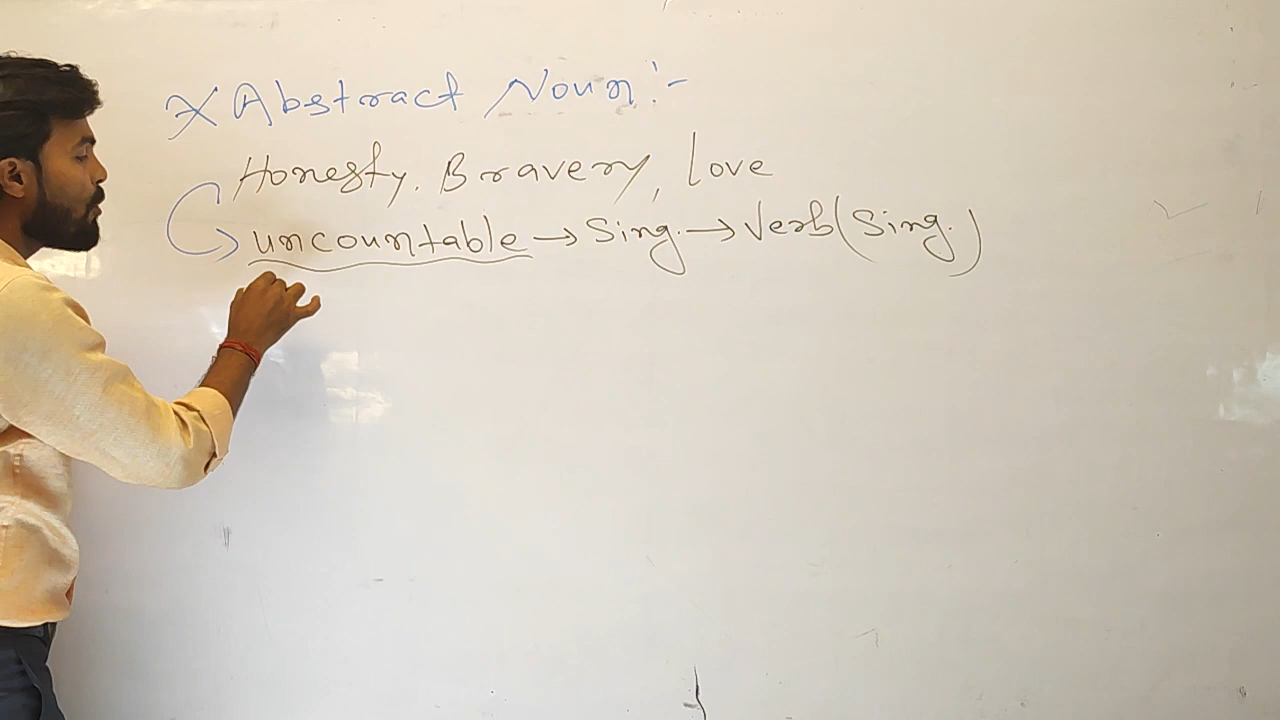 X Abstract Noun :-
Honesty, Bravery, Love
uncountable → Sing. → Verb (Sing.)